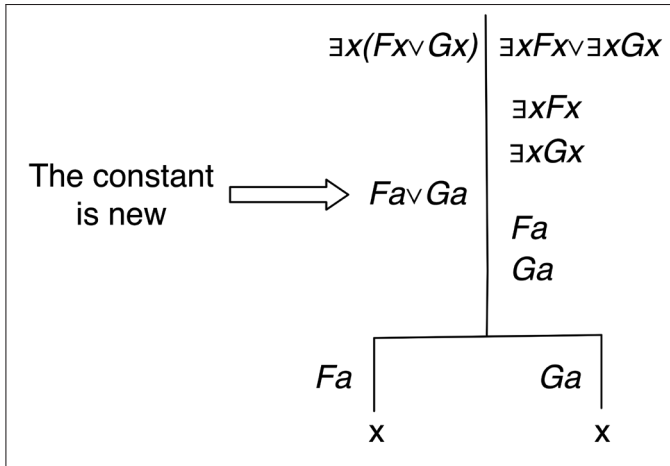 ∃x(Fx∨Gx) ∃xFx∨∃xGx
∃xFx
∃xGx
The constant
is new
Fa∨Ga
Fa
Ga
Fa Ga
x x